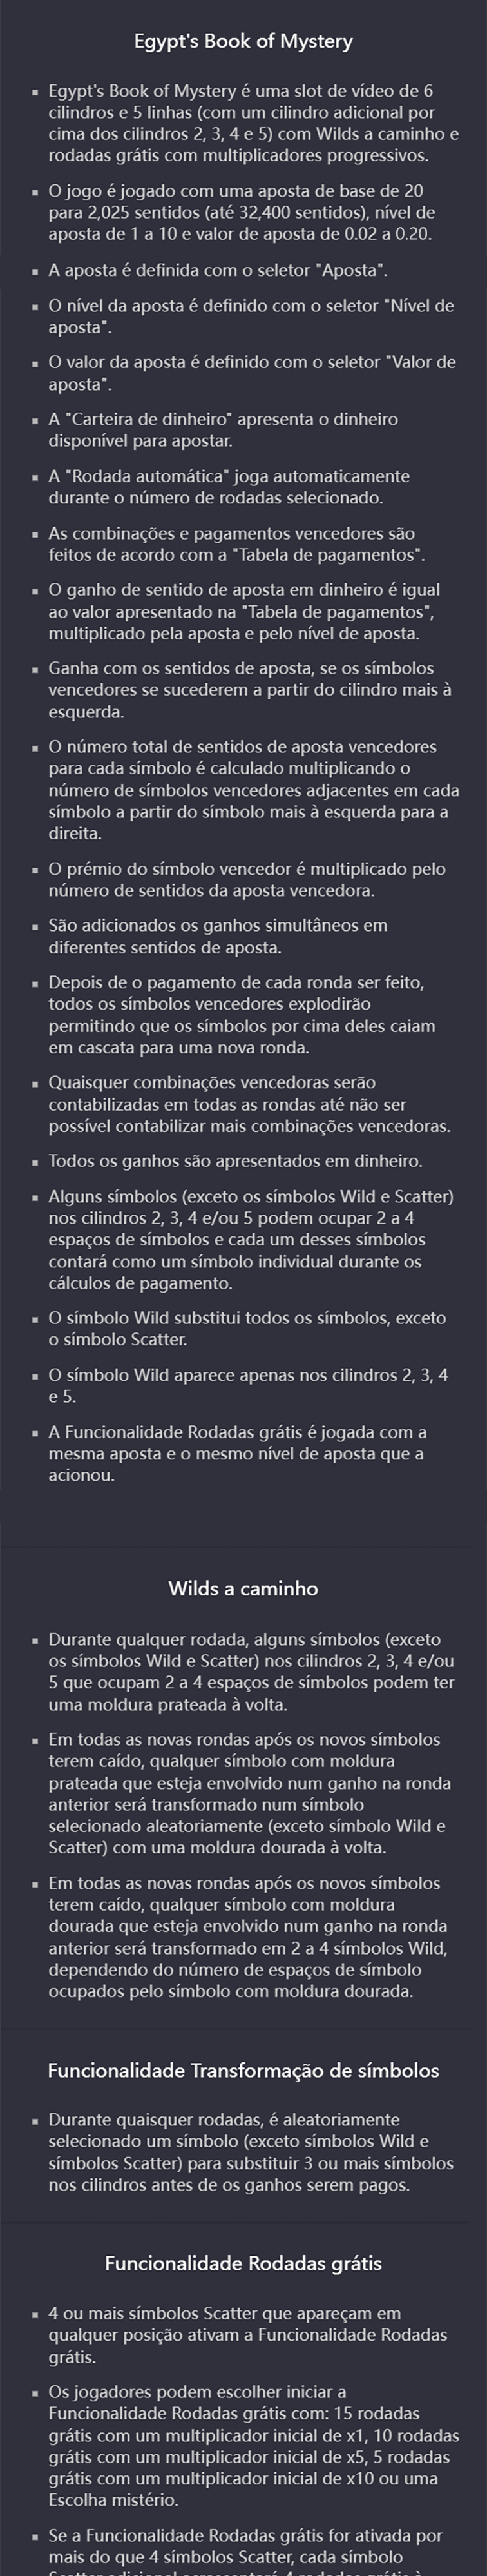 Egypt's Book of Mystery
▪ Egypt's Book of Mystery é uma slot de vídeo de 6
cilindros e 5 linhas (com um cilindro adicional por
cima dos cilindros 2, 3, 4 e 5) com Wilds a caminho e
rodadas grátis com multiplicadores progressivos.
▪ O jogo é jogado com uma aposta de base de 20
para 2,025 sentidos (até 32,400 sentidos), nível de
aposta de 1 a 10 e valor de aposta de 0.02 a 0.20.
▪ A aposta é definida com o seletor "Aposta".
▪ O nível da aposta é definido com o seletor "Nível de
aposta".
▪ O valor da aposta é definido com o seletor "Valor de
aposta".
▪ A "Carteira de dinheiro" apresenta o dinheiro
disponível para apostar.
▪ A "Rodada automática" joga automaticamente
durante o número de rodadas selecionado.
▪ As combinações e pagamentos vencedores são
feitos de acordo com a "Tabela de pagamentos".
▪ O ganho de sentido de aposta em dinheiro é igual
ao valor apresentado na "Tabela de pagamentos",
multiplicado pela aposta e pelo nível de aposta.
▪ Ganha com os sentidos de aposta, se os símbolos
vencedores se sucederem a partir do cilindro mais à
esquerda.
▪ O número total de sentidos de aposta vencedores
para cada símbolo é calculado multiplicando o
número de símbolos vencedores adjacentes em cada
símbolo a partir do símbolo mais à esquerda para a
direita.
▪ O prémio do símbolo vencedor é multiplicado pelo
número de sentidos da aposta vencedora.
▪ São adicionados os ganhos simultâneos em
diferentes sentidos de aposta.
▪ Depois de o pagamento de cada ronda ser feito,
todos os símbolos vencedores explodirão
permitindo que os símbolos por cima deles caiam
em cascata para uma nova ronda.
▪ Quaisquer combinações vencedoras serão
contabilizadas em todas as rondas até não ser
possível contabilizar mais combinações vencedoras.
▪ Todos os ganhos são apresentados em dinheiro.
▪ Alguns símbolos (exceto os símbolos Wild e Scatter)
nos cilindros 2, 3, 4 e/ou 5 podem ocupar 2 a 4
espaços de símbolos e cada um desses símbolos
contará como um símbolo individual durante os
cálculos de pagamento.
▪ O símbolo Wild substitui todos os símbolos, exceto
o símbolo Scatter.
▪ O símbolo Wild aparece apenas nos cilindros 2, 3, 4
e 5.
▪ A Funcionalidade Rodadas grátis é jogada com a
mesma aposta e o mesmo nível de aposta que a
acionou.
Wilds a caminho
▪ Durante qualquer rodada, alguns símbolos (exceto
os símbolos Wild e Scatter) nos cilindros 2, 3, 4 e/ou
5 que ocupam 2 a 4 espaços de símbolos podem ter
uma moldura prateada à volta.
▪ Em todas as novas rondas após os novos símbolos
terem caído, qualquer símbolo com moldura
prateada que esteja envolvido num ganho na ronda
anterior será transformado num símbolo
selecionado aleatoriamente (exceto símbolo Wild e
Scatter) com uma moldura dourada à volta.
▪ Em todas as novas rondas após os novos símbolos
terem caído, qualquer símbolo com moldura
dourada que esteja envolvido num ganho na ronda
anterior será transformado em 2 a 4 símbolos Wild,
dependendo do número de espaços de símbolo
ocupados pelo símbolo com moldura dourada.
Funcionalidade Transformação de símbolos
▪ Durante quaisquer rodadas, é aleatoriamente
selecionado um símbolo (exceto símbolos Wild e
símbolos Scatter) para substituir 3 ou mais símbolos
nos cilindros antes de os ganhos serem pagos.
Funcionalidade Rodadas grátis
▪ 4 ou mais símbolos Scatter que apareçam em
qualquer posição ativam a Funcionalidade Rodadas
grátis.
▪ Os jogadores podem escolher iniciar a
Funcionalidade Rodadas grátis com: 15 rodadas
grátis com um multiplicador inicial de x1, 10 rodadas
grátis com um multiplicador inicial de x5, 5 rodadas
grátis com um multiplicador inicial de x10 ou uma
Escolha mistério.
▪ Se a Funcionalidade Rodadas grátis for ativada por
mais do que 4 símbolos Scatter, cada símbolo